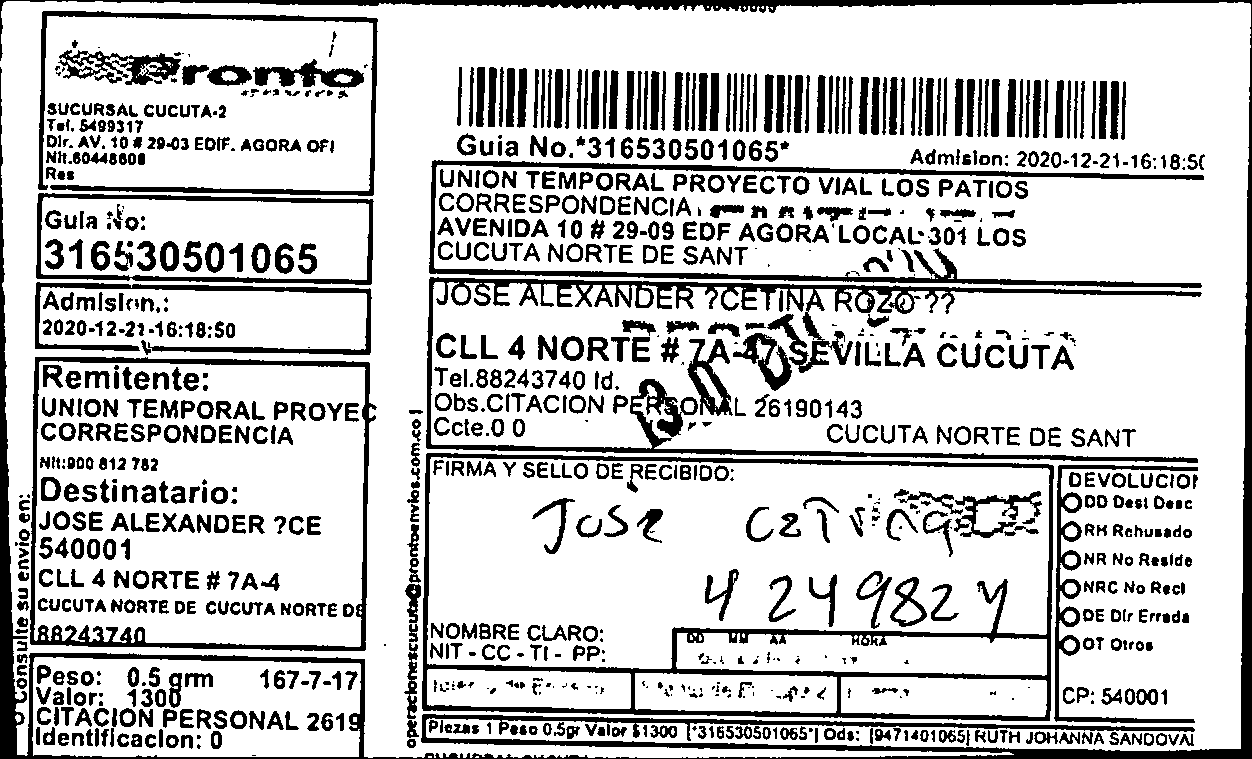 Pronto
SUCURSAL CUCUTA-2
Tel. 5499317
Dir. AV. 10 # 29-03 EDIF. AGORA OFI
Nit.60448608
Res
Guia No:
316530501065
Admision.:
2020-12-21-16:18:50
Remitente:
UNION TEMPORAL PROYEC
CORRESPONDENCIA
Nit:900 812 782
Destinatario:
JOSE ALEXANDER ?CE
540001
CLL 4 NORTE # 7A-4
CUCUTA NORTE DE CUCUTA NORTE DE
88243740
Peso: 0.5 grm 167-7-17
Valor: 1300
CITACION PERSONAL 2619
Identificacion: 0
Consulte su envio en:
operacionescucuta@prontoenvios.com.co
Guia No.*316530501065*
Admision: 2020-12-21-16:18:50
UNION TEMPORAL PROYECTO VIAL LOS PATIOS
CORRESPONDENCIA
AVENIDA 10 # 29-09 EDF AGORA LOCAL 301 LOS
CUCUTA NORTE DE SANT
JOSE ALEXANDER ?CETINA ROZO ??
CLL 4 NORTE # 7A-47 SEVILLA CUCUTA
Tel.88243740 Id.
Obs.CITACION PERSONAL 26190143
Ccte.0 0
CUCUTA NORTE DE SANT
FIRMA Y SELLO DE RECIBIDO:
José Cetina
4249824
NOMBRE CLARO:
NIT - CC - TI - PP:
DD MM AA HORA
DEVOLUCION
DD Dest Desc
RH Rehusado
NR No Reside
NRC No Recl
DE Dir Errada
OT Otros
CP: 540001
Piezas 1 Peso 0.5gr Valor $1300 [*316530501065*] Ods: [9471401065] RUTH JOHANNA SANDOVAL